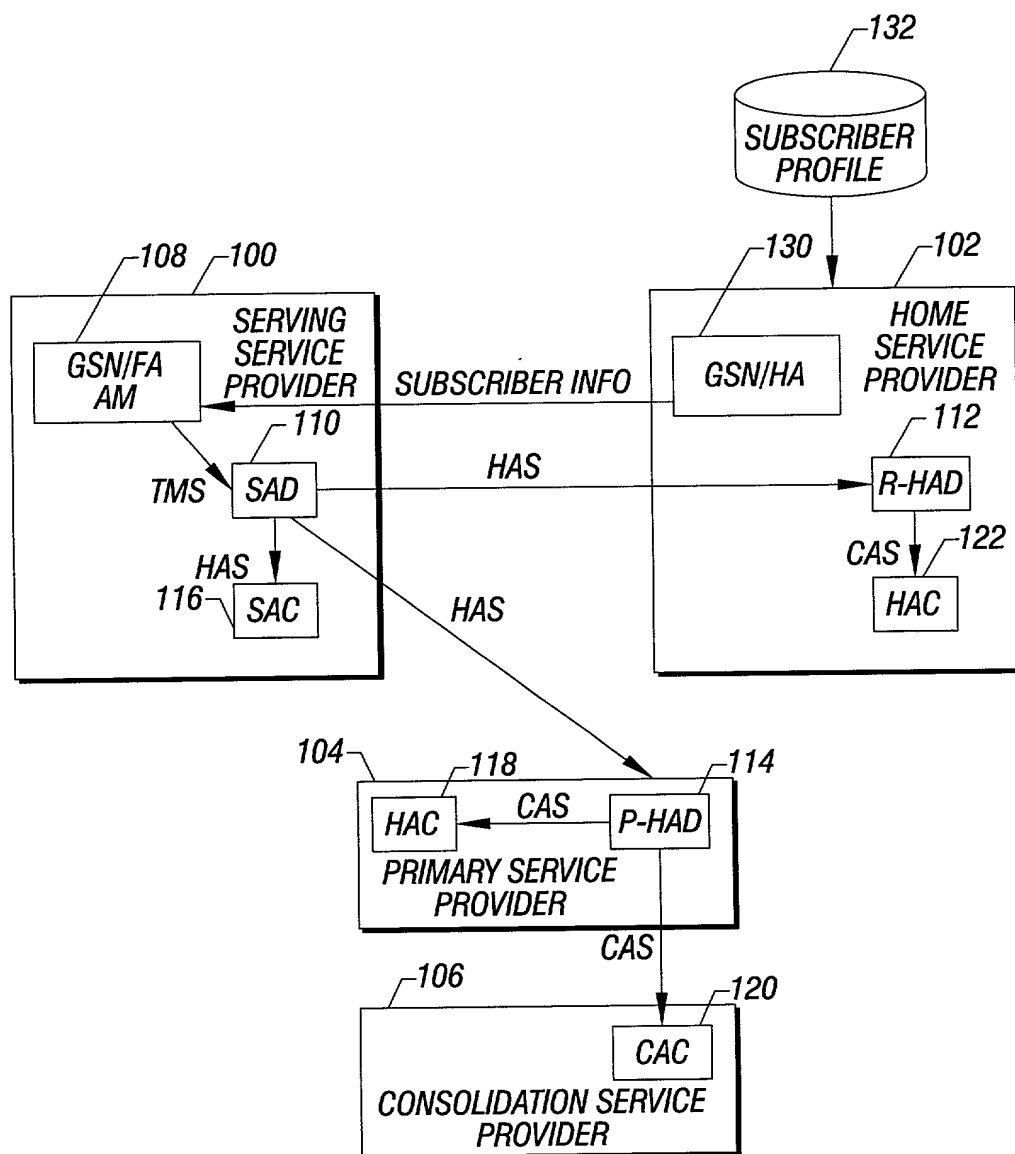 132
SUBSCRIBER
PROFILE
130
102
108
100
SERVING
SERVICE
PROVIDER
GSN/FA
AM
SUBSCRIBER INFO
GSN/HA
HOME
SERVICE
PROVIDER
110
112
TMS
SAD
HAS
R-HAD
HAS
CAS
122
116
SAC
HAC
HAS
104
118
114
HAC
CAS
P-HAD
PRIMARY SERVICE
PROVIDER
CAS
106
120
CAC
CONSOLIDATION SERVICE
PROVIDER